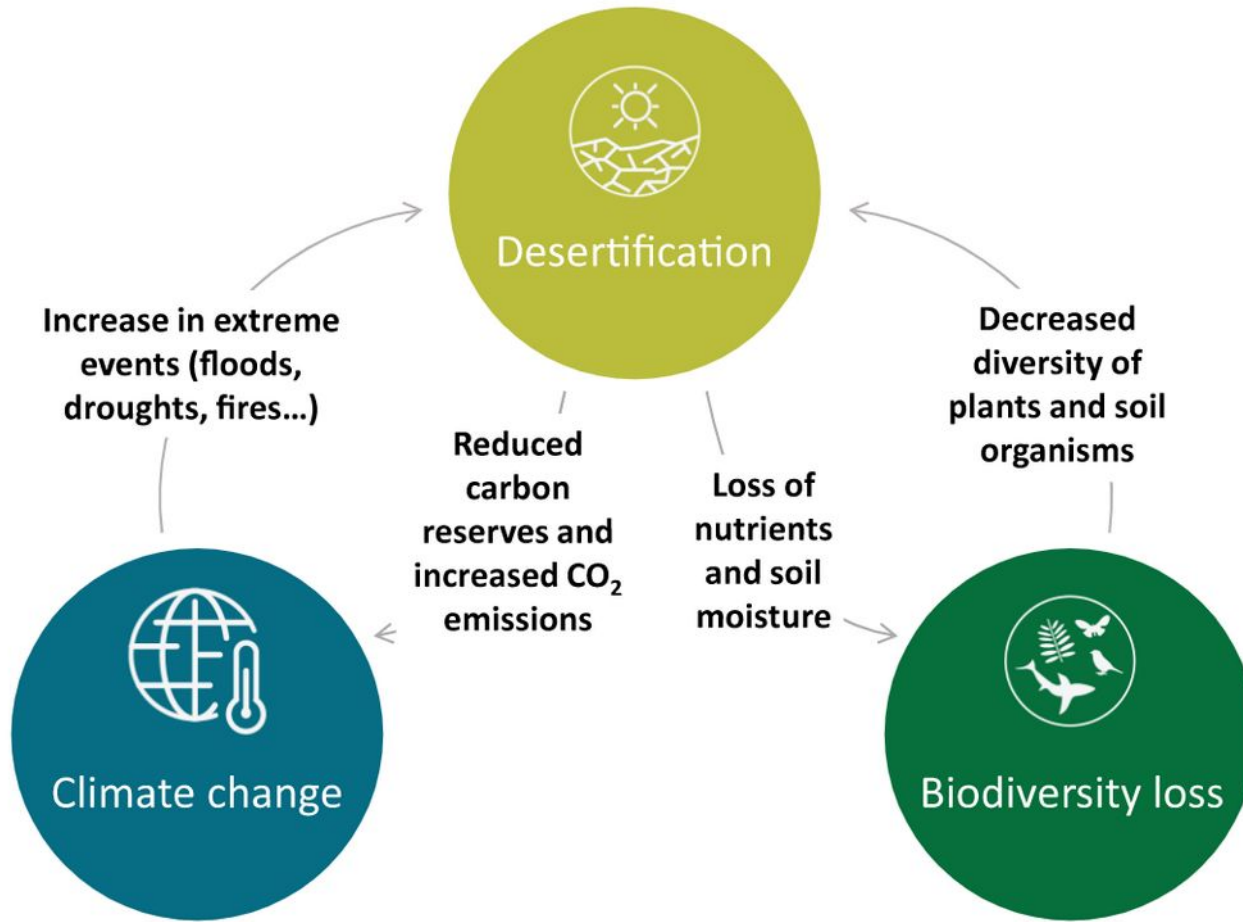 Desertification
Increase in extreme
events (floods,
droughts, fires...)
Decreased
diversity of
plants and soil
organisms
Reduced
carbon
reserves and
increased CO₂
emissions
Loss of
nutrients
and soil
moisture
Climate change
Biodiversity loss